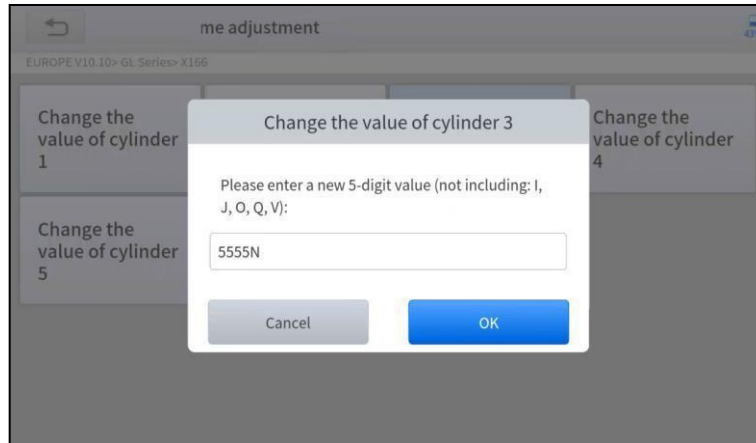 me adjustment
EUROPE V10.10> GL Series> X166
Change the
value of cylinder
1
Change the
value of cylinder
4
Change the
value of cylinder
5
Change the value of cylinder 3
Please enter a new 5-digit value (not including: I,
J, O, Q, V):
5555N
Cancel
OK